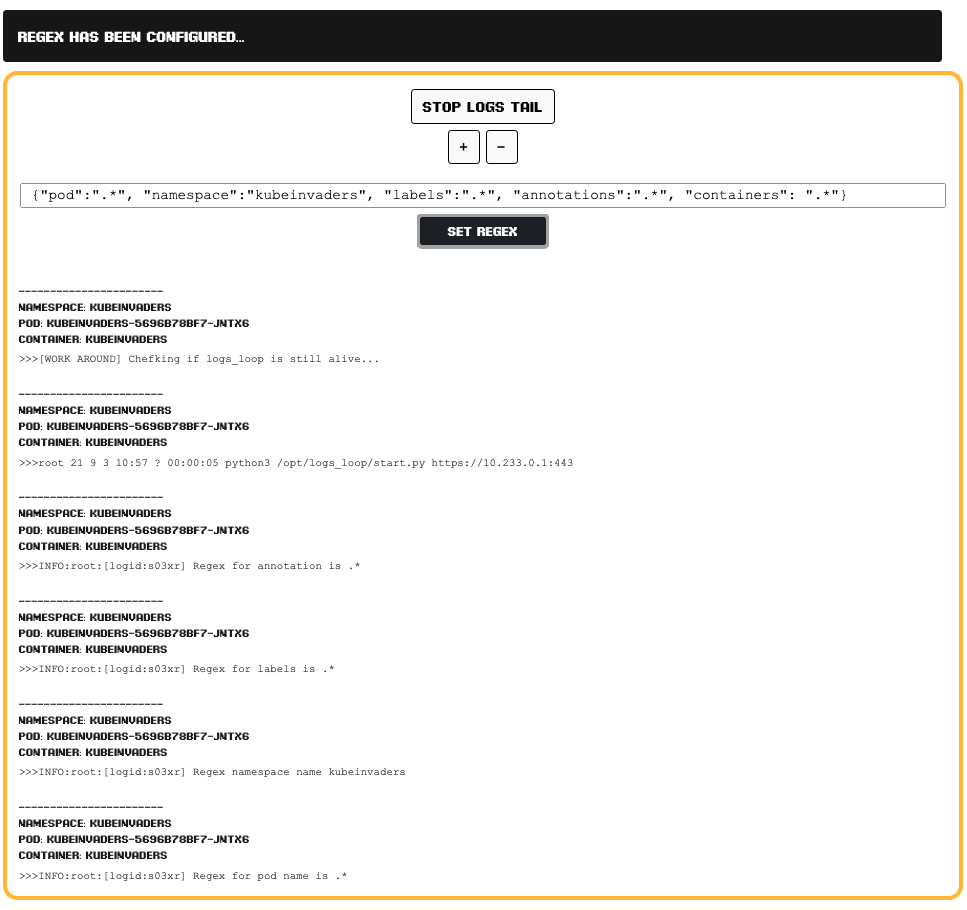 REGEX HAS BEEN CONFIGURED...
STOP LOGS TAIL
+ -
{"pod":".*", "namespace":"kubeinvaders", "labels":".*", "annotations":".*", "containers": ".*"}
SET REGEX
------------------------
NAMESPACE: KUBEINVADERS
POD: KUBEINVADERS-5696B78BF7-JNTX6
CONTAINER: KUBEINVADERS
>>>[WORK AROUND] Chefking if logs_loop is still alive...
------------------------
NAMESPACE: KUBEINVADERS
POD: KUBEINVADERS-5696B78BF7-JNTX6
CONTAINER: KUBEINVADERS
>>>root 21 9 3 10:57 ? 00:00:05 python3 /opt/logs_loop/start.py https://10.233.0.1:443
------------------------
NAMESPACE: KUBEINVADERS
POD: KUBEINVADERS-5696B78BF7-JNTX6
CONTAINER: KUBEINVADERS
>>>INFO:root:[logid:s03xr] Regex for annotation is .*
------------------------
NAMESPACE: KUBEINVADERS
POD: KUBEINVADERS-5696B78BF7-JNTX6
CONTAINER: KUBEINVADERS
>>>INFO:root:[logid:s03xr] Regex for labels is .*
------------------------
NAMESPACE: KUBEINVADERS
POD: KUBEINVADERS-5696B78BF7-JNTX6
CONTAINER: KUBEINVADERS
>>>INFO:root:[logid:s03xr] Regex namespace name kubeinvaders
------------------------
NAMESPACE: KUBEINVADERS
POD: KUBEINVADERS-5696B78BF7-JNTX6
CONTAINER: KUBEINVADERS
>>>INFO:root:[logid:s03xr] Regex for pod name is .*